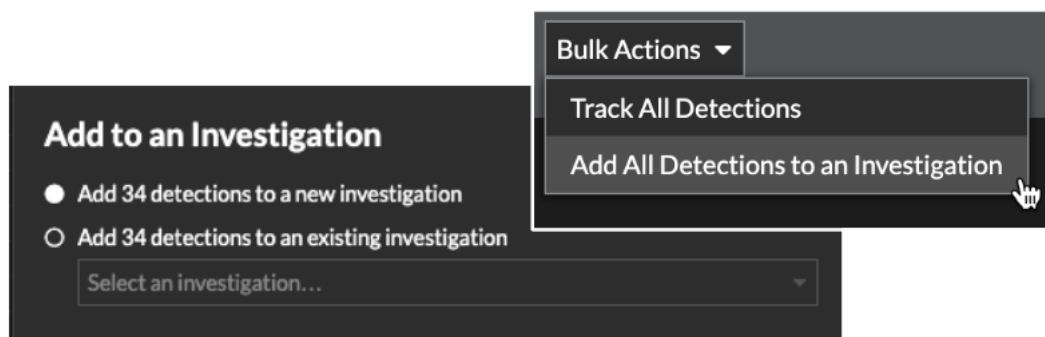 Bulk Actions
Track All Detections
Add All Detections to an Investigation
Add to an Investigation
Add 34 detections to a new investigation
Add 34 detections to an existing investigation
Select an investigation...